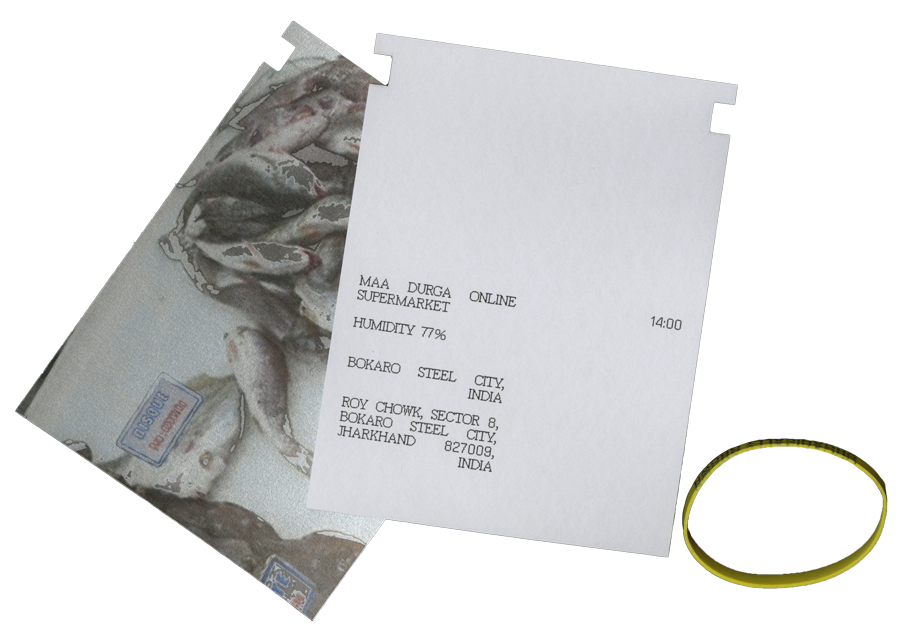 MAA DURGA ONLINE
SUPERMARKET
14:00
HUMIDITY 77%
BOKARO STEEL CITY,
INDIA
ROY CHOWK, SECTOR 8,
BOKARO STEEL CITY,
JHARKHAND 827009,
INDIA